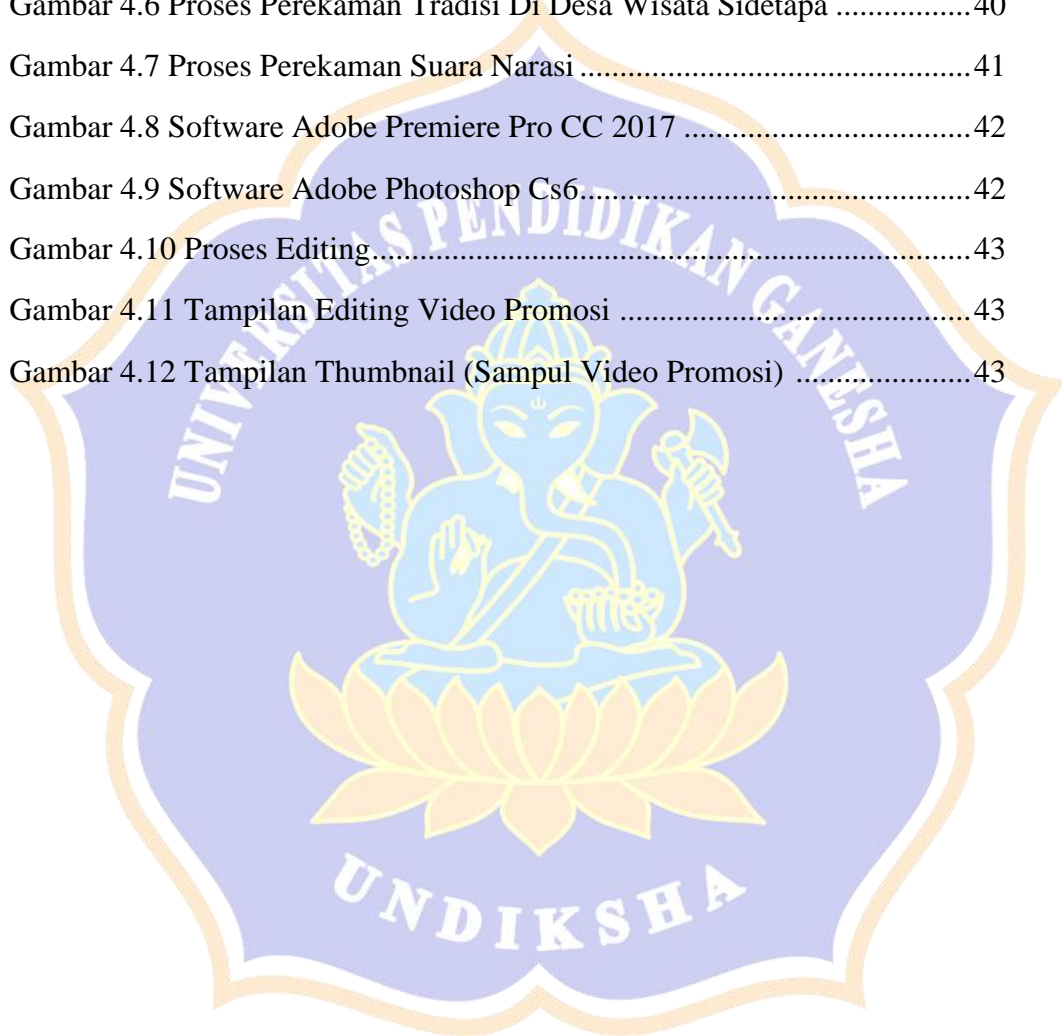 Gambar 4.6 Proses Perekaman Tradisi Di Desa Wisata Sidetapa .................40
Gambar 4.7 Proses Perekaman Suara Narasi .................................................41
Gambar 4.8 Software Adobe Premiere Pro CC 2017 ...................................42
Gambar 4.9 Software Adobe Photoshop Cs6................................................42
Gambar 4.10 Proses Editing..........................................................................43
Gambar 4.11 Tampilan Editing Video Promosi ...........................................43
Gambar 4.12 Tampilan Thumbnail (Sampul Video Promosi) .....................43
UNIVERSITAS PENDIDIKAN GANESHA
UNDIKSHA